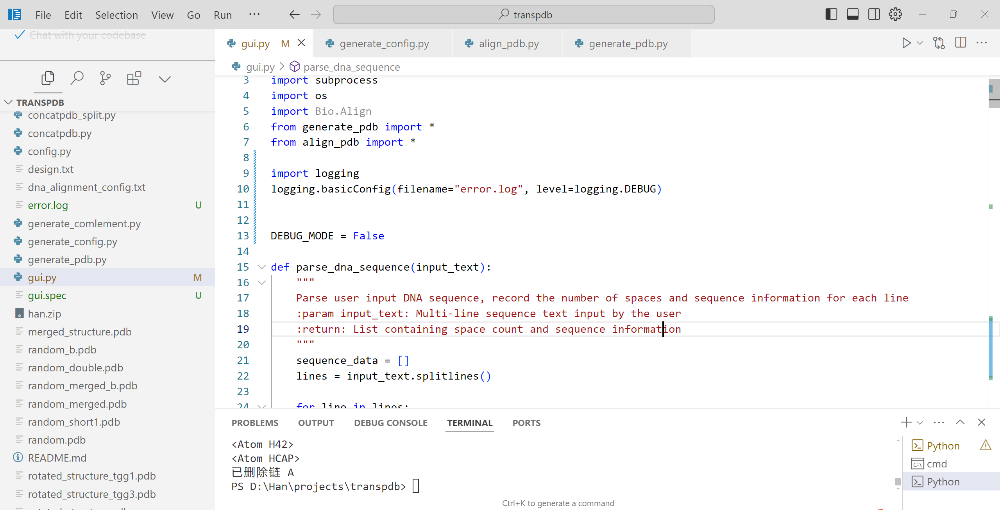 File Edit Selection View Go Run ... transpdb
Chat with your codebase
TRANSPDB
concatpdb_split.py
concatpdb.py
config.py
design.txt
dna_alignment_config.txt
error.log U
generate_comlement.py
generate_config.py
generate_pdb.py
gui.py M
gui.spec U
han.zip
merged_structure.pdb
random_b.pdb
random_double.pdb
random_merged_b.pdb
random_merged.pdb
random_short1.pdb
random.pdb
README.md
rotated_structure_tgg1.pdb
rotated_structure_tgg3.pdb
gui.py M generate_config.py align_pdb.py generate_pdb.py
gui.py > parse_dna_sequence
3 import subprocess
4 import os
5 import Bio.Align
6 from generate_pdb import *
7 from align_pdb import *
8
9 import logging
10 logging.basicConfig(filename="error.log", level=logging.DEBUG)
11
12
13 DEBUG_MODE = False
14
15 def parse_dna_sequence(input_text):
16 """
17 Parse user input DNA sequence, record the number of spaces and sequence information for each line
18 :param input_text: Multi-line sequence text input by the user
19 :return: List containing space count and sequence information
20 """
21 sequence_data = []
22 lines = input_text.splitlines()
23
24 for line in lines:
PROBLEMS OUTPUT DEBUG CONSOLE TERMINAL PORTS
<Atom H42>
<Atom HCAP>
已删除链 A
PS D:\Han\projects\transpdb>
Ctrl+K to generate a command
Python
cmd
Python